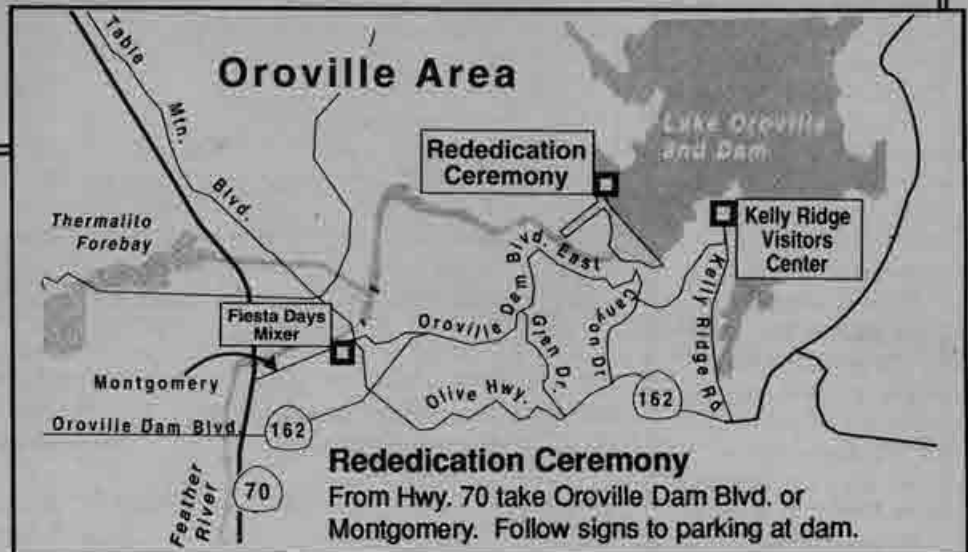 Oroville Area
Table Mtn. Blvd.
Lake Oroville
and Dam
Rededication
Ceremony
Kelly Ridge
Visitors
Center
Thermalito
Forebay
Fiesta Days
Mixer
Oroville Dam Blvd. East
Glen Dr.
Canyon Dr.
Kelly Ridge Rd
Montgomery
Olive Hwy.
162
Oroville Dam Blvd.
162
70
Feather
River
Rededication Ceremony
From Hwy. 70 take Oroville Dam Blvd. or
Montgomery. Follow signs to parking at dam.